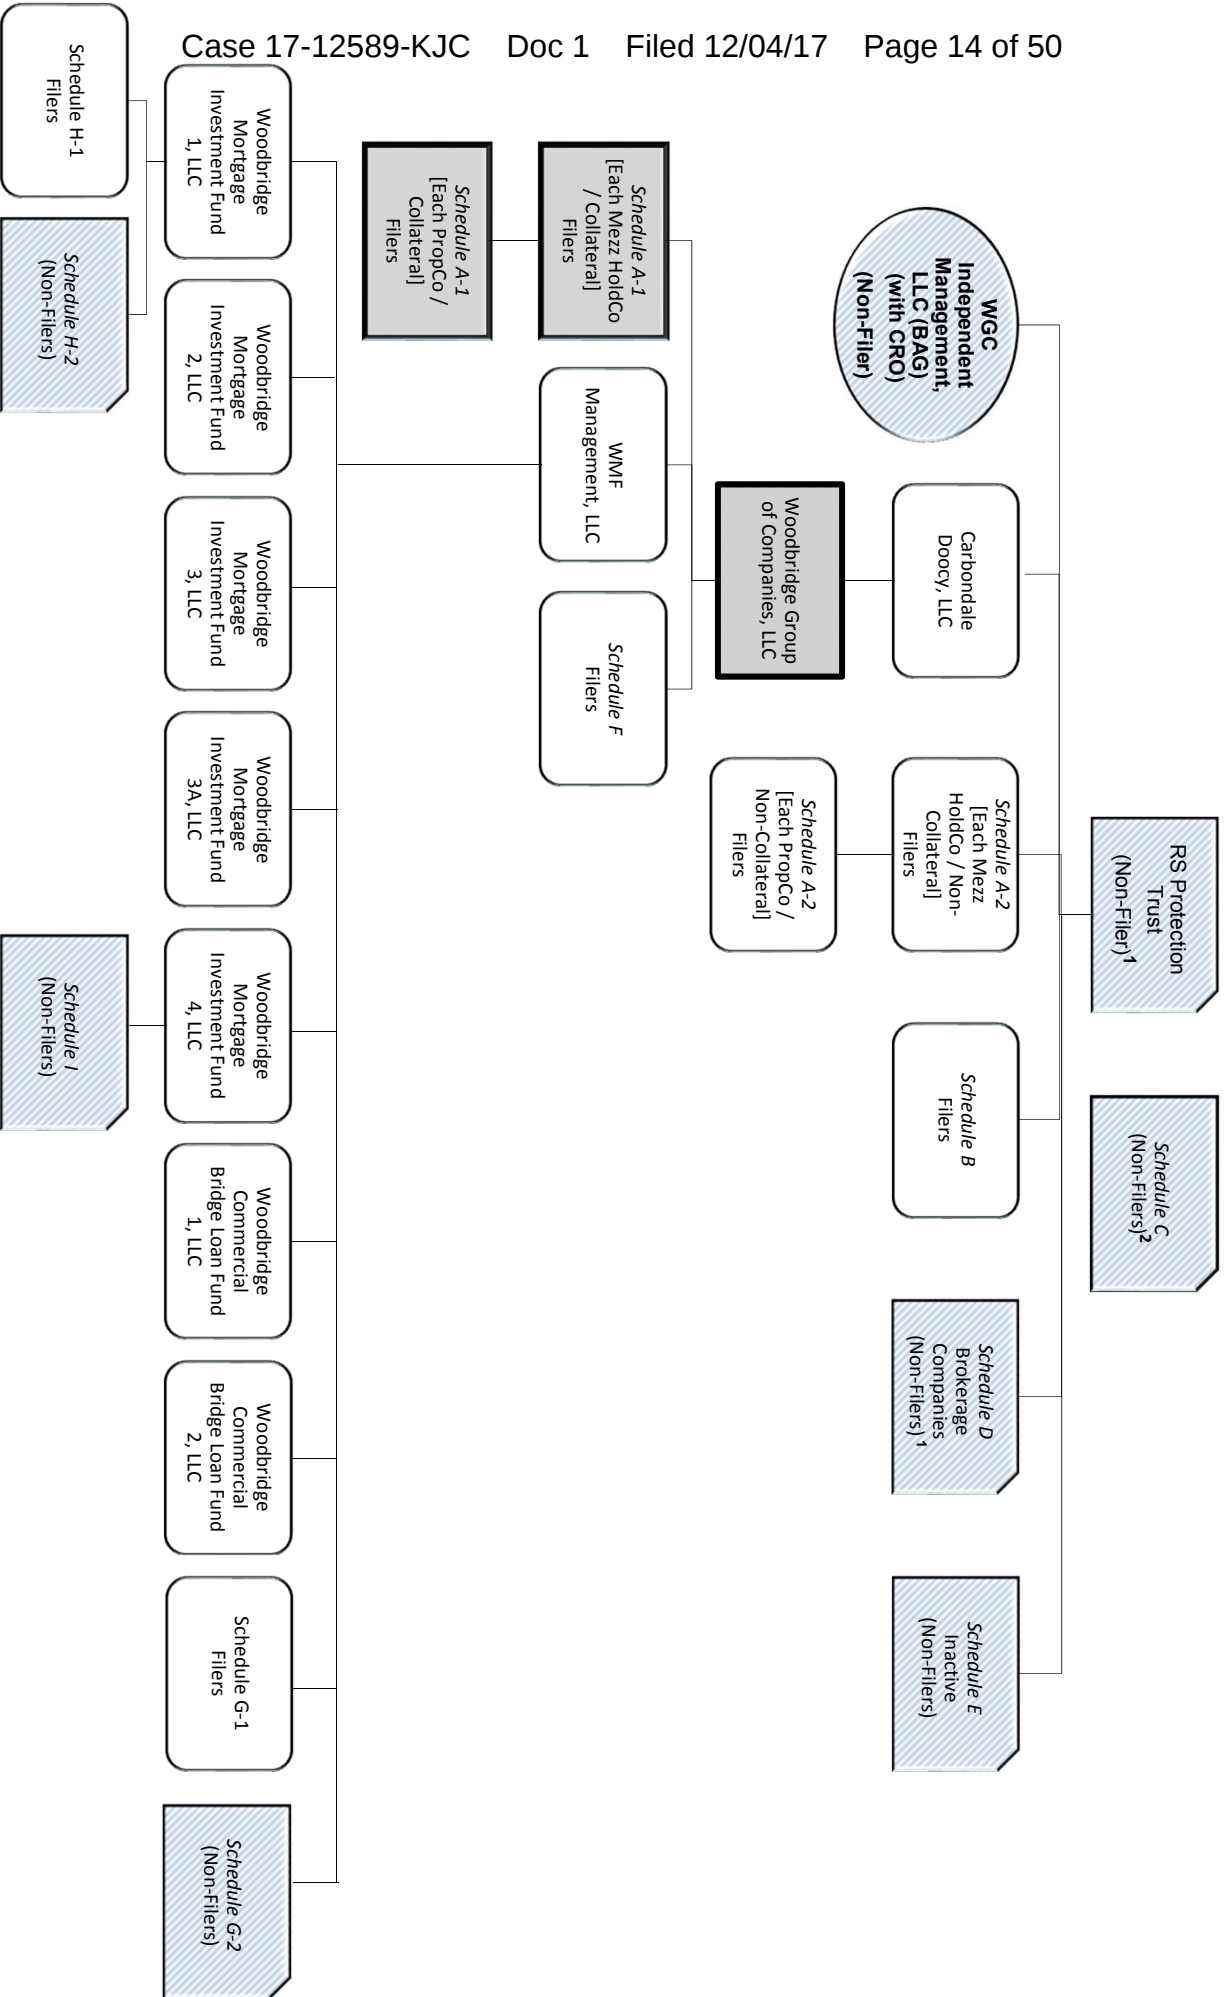 Case 17-12589-KJC Doc 1 Filed 12/04/17 Page 14 of 50
RS Protection
Trust
(Non-Filer)¹
Schedule C
(Non-Filers)²
WGC
Independent
Management,
LLC (BAG)
(with CRO)
(Non-Filer)
Carbondale
Doocy, LLC
Schedule A-2
[Each Mezz
HoldCo / Non-
Collateral]
Filers
Schedule B
Filers
Schedule D
Brokerage
Companies
(Non-Filers) ¹
Schedule E
Inactive
(Non-Filers)
Woodbridge Group
of Companies, LLC
Schedule A-2
[Each PropCo /
Non-Collateral]
Filers
Schedule A-1
[Each Mezz HoldCo
/ Collateral]
Filers
WMF
Management, LLC
Schedule F
Filers
Schedule A-1
[Each PropCo /
Collateral]
Filers
Woodbridge
Mortgage
Investment Fund
1, LLC
Woodbridge
Mortgage
Investment Fund
2, LLC
Woodbridge
Mortgage
Investment Fund
3, LLC
Woodbridge
Mortgage
Investment Fund
3A, LLC
Woodbridge
Mortgage
Investment Fund
4, LLC
Woodbridge
Commercial
Bridge Loan Fund
1, LLC
Woodbridge
Commercial
Bridge Loan Fund
2, LLC
Schedule G-1
Filers
Schedule G-2
(Non-Filers)
Schedule H-1
Filers
Schedule H-2
(Non-Filers)
Schedule I
(Non-Filers)